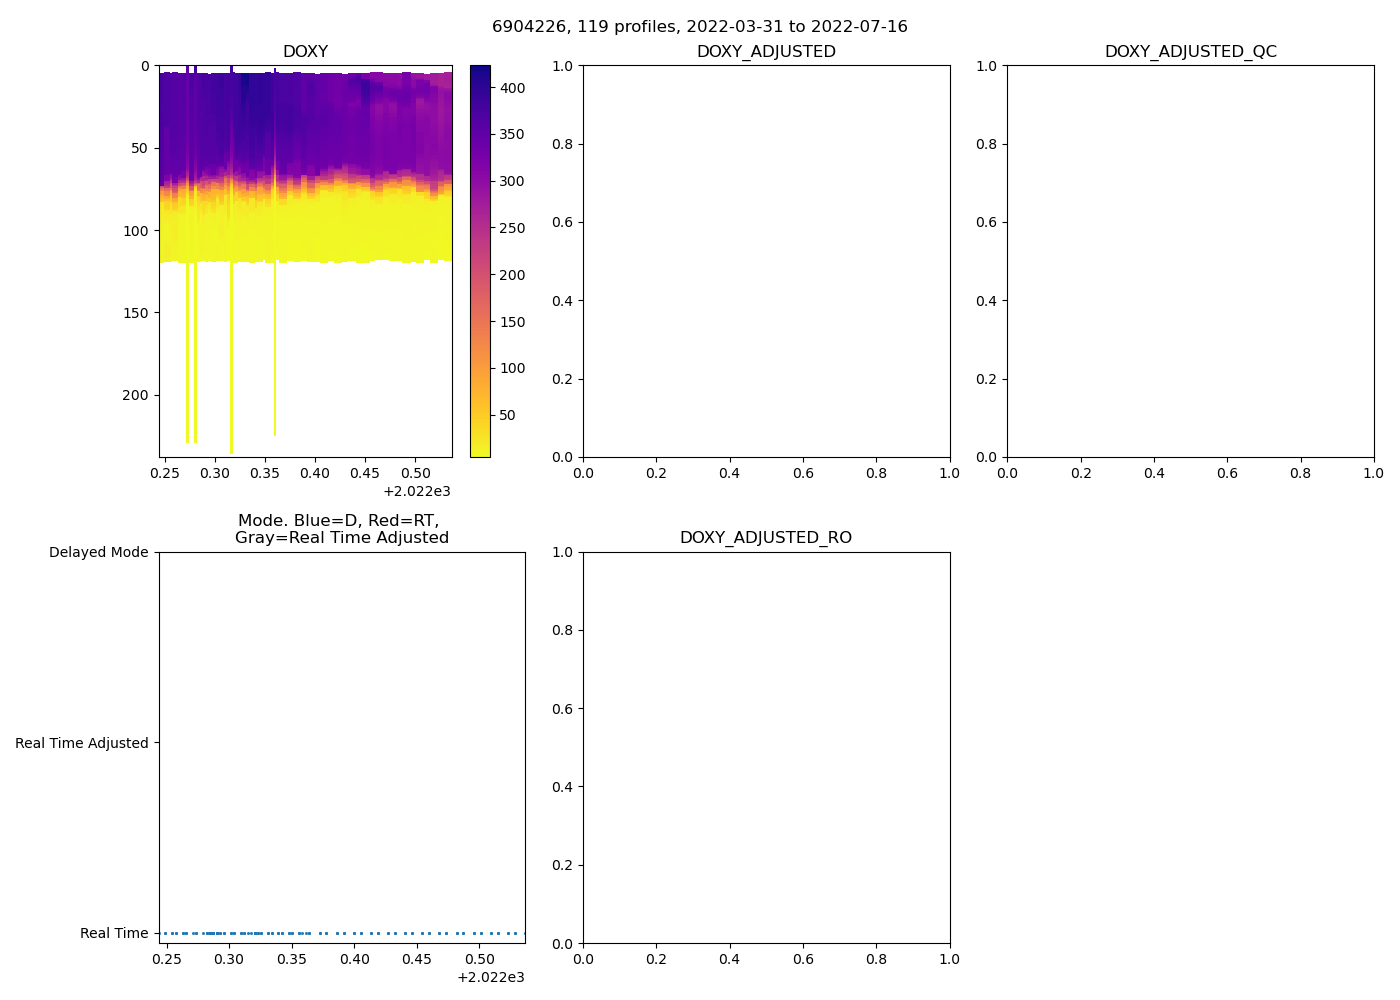 6904226, 119 profiles, 2022-03-31 to 2022-07-16
DOXY
0
50
100
150
200
0.25 0.30 0.35 0.40 0.45 0.50
+2.022e3
400
350
300
250
200
150
100
50
DOXY_ADJUSTED
1.0
0.8
0.6
0.4
0.2
0.0
0.0 0.2 0.4 0.6 0.8 1.0
DOXY_ADJUSTED_QC
1.0
0.8
0.6
0.4
0.2
0.0
0.0 0.2 0.4 0.6 0.8 1.0
Mode. Blue=D, Red=RT,
Gray=Real Time Adjusted
Delayed Mode
Real Time Adjusted
Real Time
0.25 0.30 0.35 0.40 0.45 0.50
+2.022e3
DOXY_ADJUSTED_RO
1.0
0.8
0.6
0.4
0.2
0.0
0.0 0.2 0.4 0.6 0.8 1.0